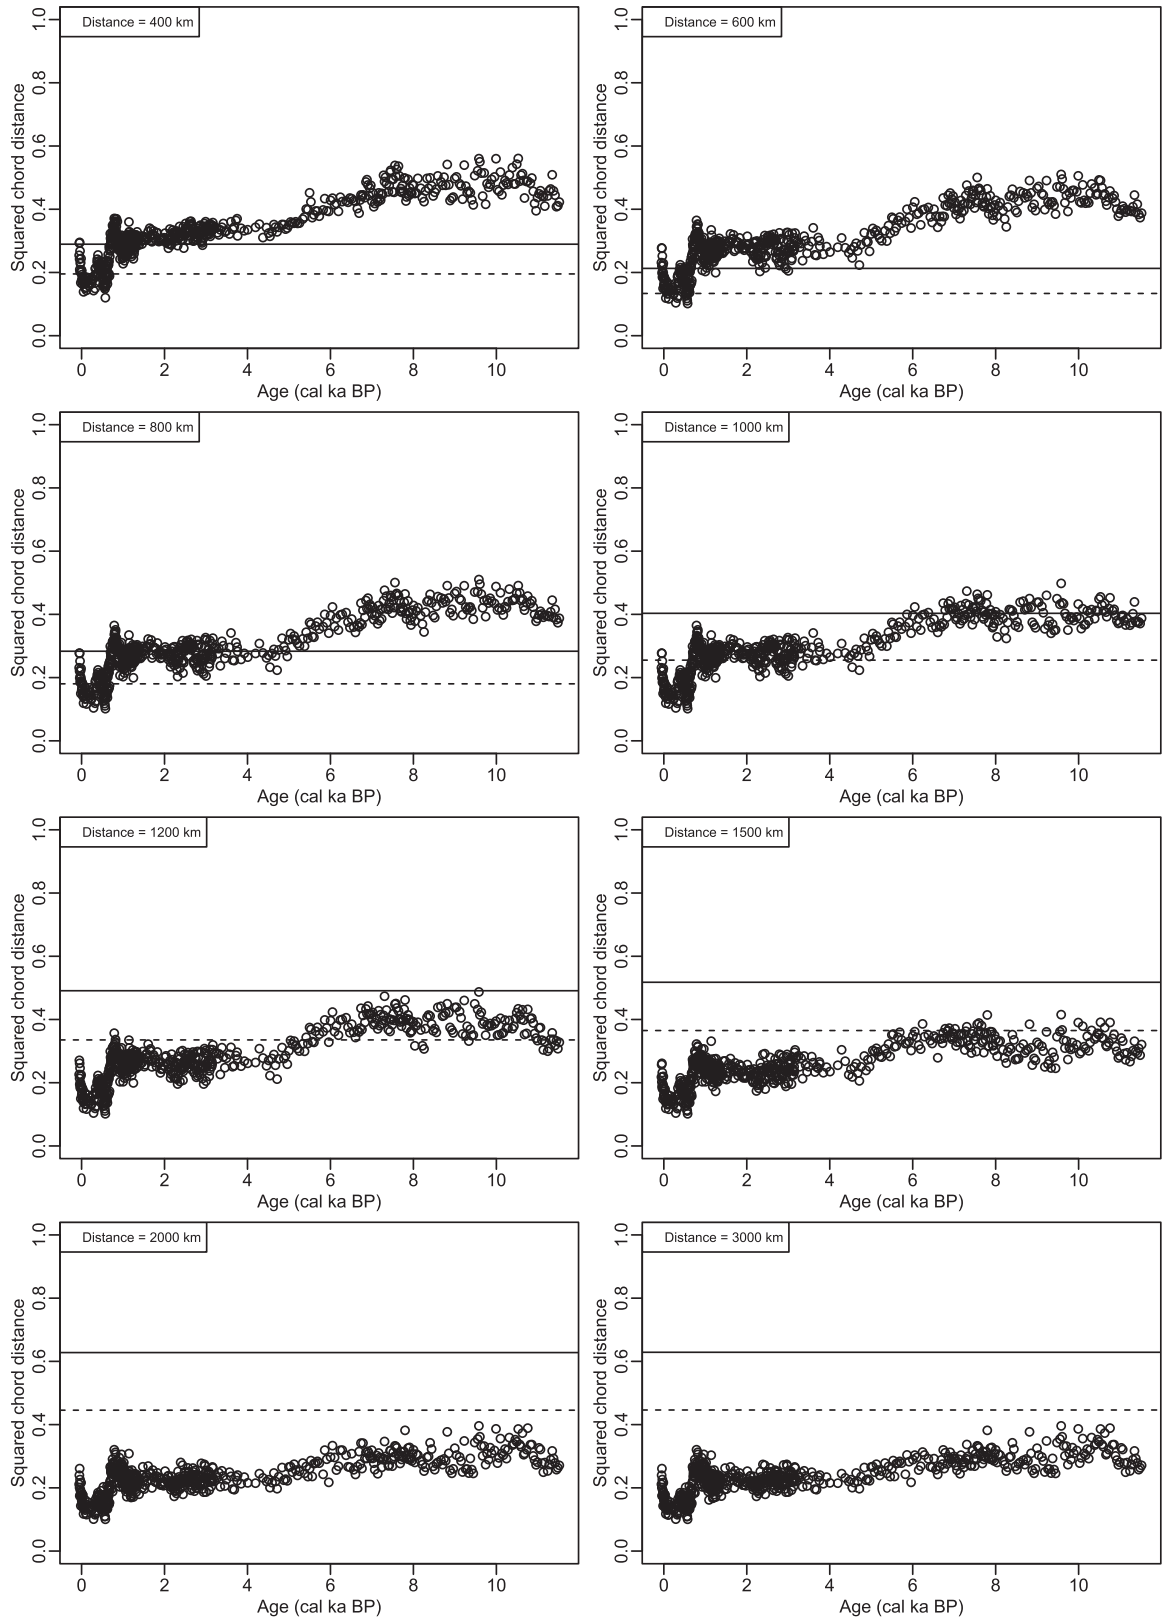 Distance = 400 km
Squared chord distance
0.0 0.2 0.4 0.6 0.8 1.0
0 2 4 6 8 10
Age (cal ka BP)
Distance = 600 km
Squared chord distance
0.0 0.2 0.4 0.6 0.8 1.0
0 2 4 6 8 10
Age (cal ka BP)
Distance = 800 km
Squared chord distance
0.0 0.2 0.4 0.6 0.8 1.0
0 2 4 6 8 10
Age (cal ka BP)
Distance = 1000 km
Squared chord distance
0.0 0.2 0.4 0.6 0.8 1.0
0 2 4 6 8 10
Age (cal ka BP)
Distance = 1200 km
Squared chord distance
0.0 0.2 0.4 0.6 0.8 1.0
0 2 4 6 8 10
Age (cal ka BP)
Distance = 1500 km
Squared chord distance
0.0 0.2 0.4 0.6 0.8 1.0
0 2 4 6 8 10
Age (cal ka BP)
Distance = 2000 km
Squared chord distance
0.0 0.2 0.4 0.6 0.8 1.0
0 2 4 6 8 10
Age (cal ka BP)
Distance = 3000 km
Squared chord distance
0.0 0.2 0.4 0.6 0.8 1.0
0 2 4 6 8 10
Age (cal ka BP)